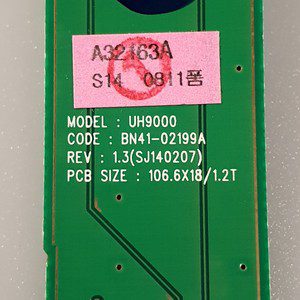 A32163A
S14 0811품
MODEL : UH9000
CODE : BN41-02199A
REV : 1.3(SJ140207)
PCB SIZE : 106.6X18/1.2T